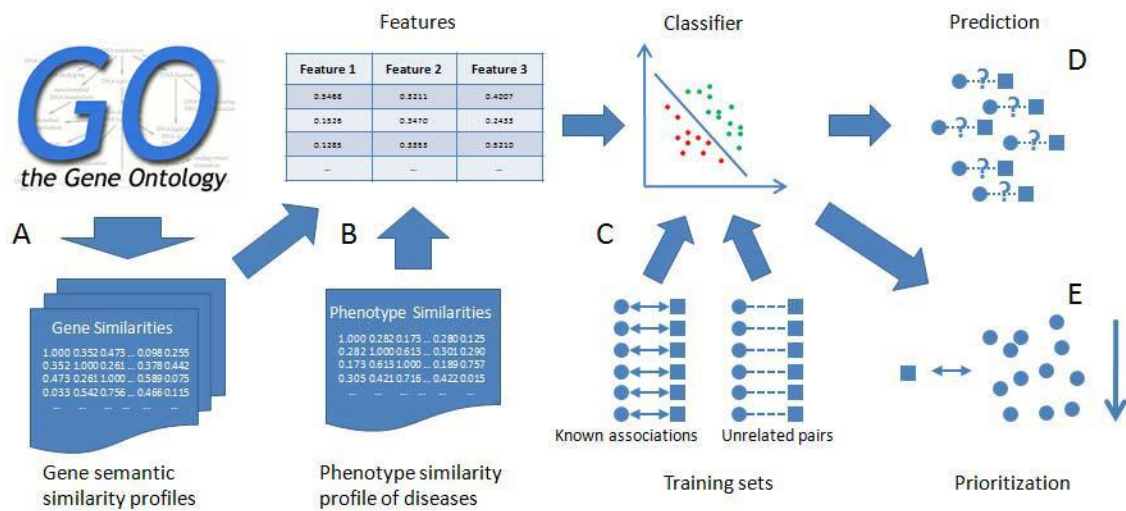 Features
Classifier
Prediction
GO
the Gene Ontology
Feature 1 Feature 2 Feature 3
0.3468 0.3211 0.4007
0.1526 0.3470 0.2433
0.1285 0.3353 0.5210
... ... ...
D
? ? ? ? ? ?
A
B
C
E
Gene Similarities
1.000 0.352 0.473 ... 0.098 0.255
0.352 1.000 0.261 ... 0.378 0.442
0.473 0.261 1.000 ... 0.589 0.075
0.033 0.542 0.756 ... 0.466 0.115
... ... ... ... ... ...
Phenotype Similarities
1.000 0.282 0.173 ... 0.280 0.125
0.282 1.000 0.613 ... 0.301 0.290
0.173 0.613 1.000 ... 0.189 0.757
0.305 0.421 0.716 ... 0.422 0.015
... ... ... ... ... ...
Known associations
Unrelated pairs
Gene semantic
similarity profiles
Phenotype similarity
profile of diseases
Training sets
Prioritization